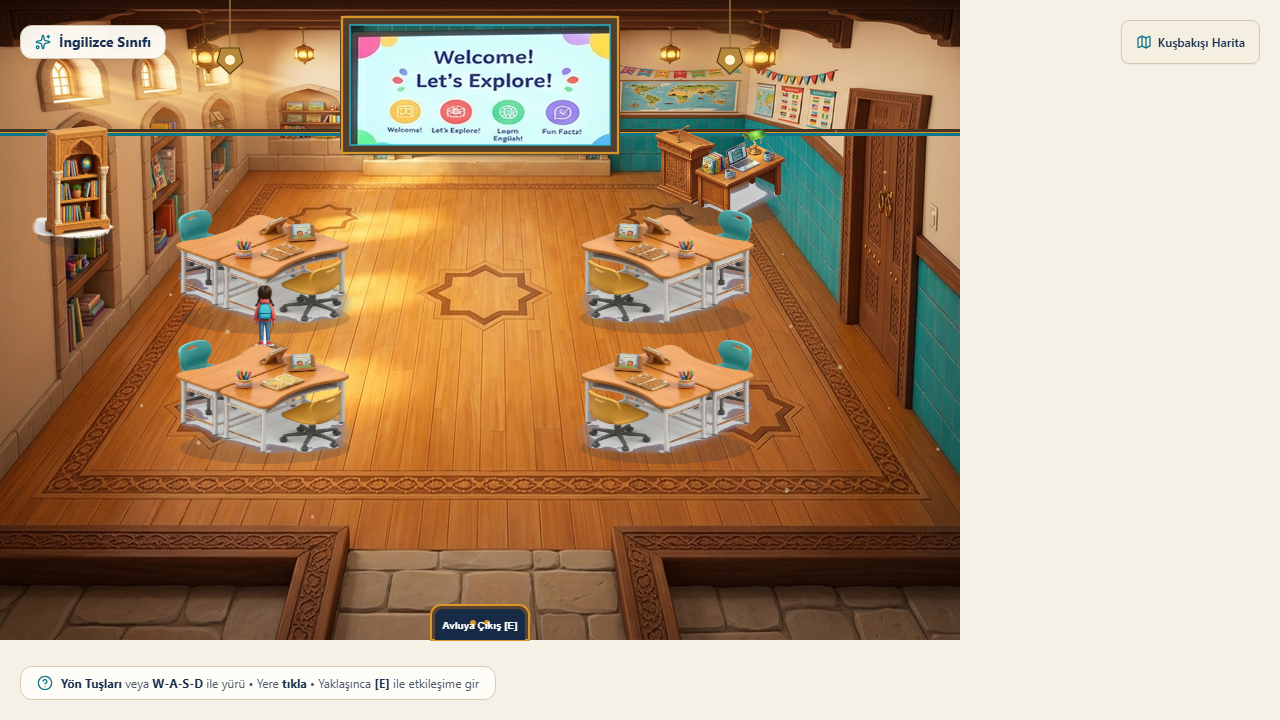 İngilizce Sınıfı
Kuşbakışı Harita
Welcome!
Let's Explore!
Welcome!
Let's Explore!
Learn
English!
Fun Facta!
Avluya Çıkış [E]
Yön Tuşları veya W-A-S-D ile yürü • Yere tıkla • Yaklaşınca [E] ile etkileşime gir